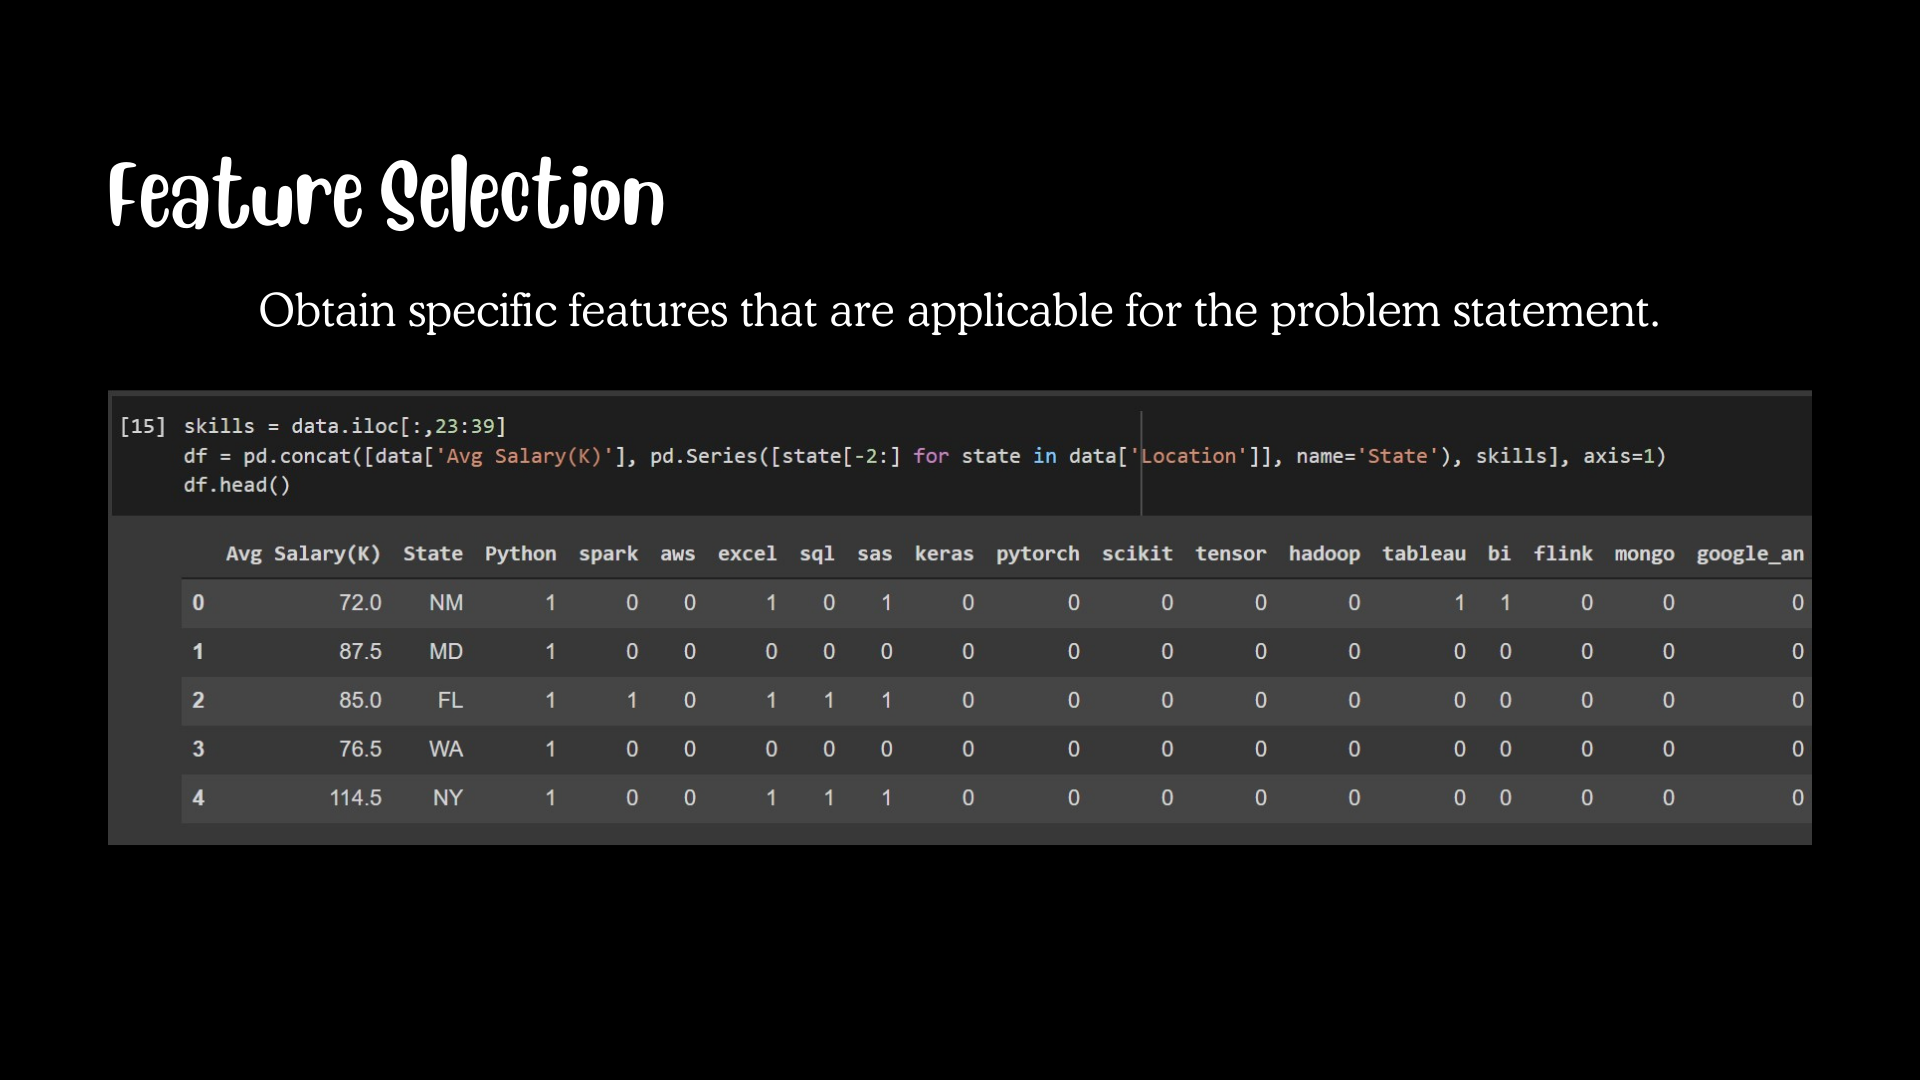 Feature Selection
Obtain specific features that are applicable for the problem statement.
[15] skills = data.iloc[:,23:39]
df = pd.concat([data['Avg Salary(K)'], pd.Series([state[-2:] for state in data['Location']], name='State'), skills], axis=1)
df.head()
Avg Salary(K) State Python spark aws excel sql sas keras pytorch scikit tensor hadoop tableau bi flink mongo google_an
0 72.0 NM 1 0 0 1 0 1 0 0 0 0 0 1 1 0 0 0
1 87.5 MD 1 0 0 0 0 0 0 0 0 0 0 0 0 0 0 0
2 85.0 FL 1 1 0 1 1 1 0 0 0 0 0 0 0 0 0 0
3 76.5 WA 1 0 0 0 0 0 0 0 0 0 0 0 0 0 0 0
4 114.5 NY 1 0 0 1 1 1 0 0 0 0 0 0 0 0 0 0